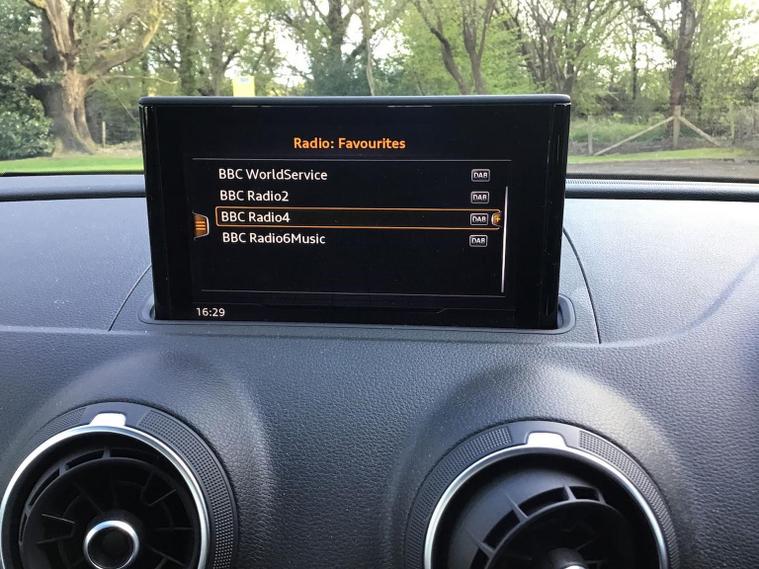 Radio: Favourites
BBC WorldService DAB
BBC Radio2 DAB
BBC Radio4 DAB
BBC Radio6Music DAB
16:29